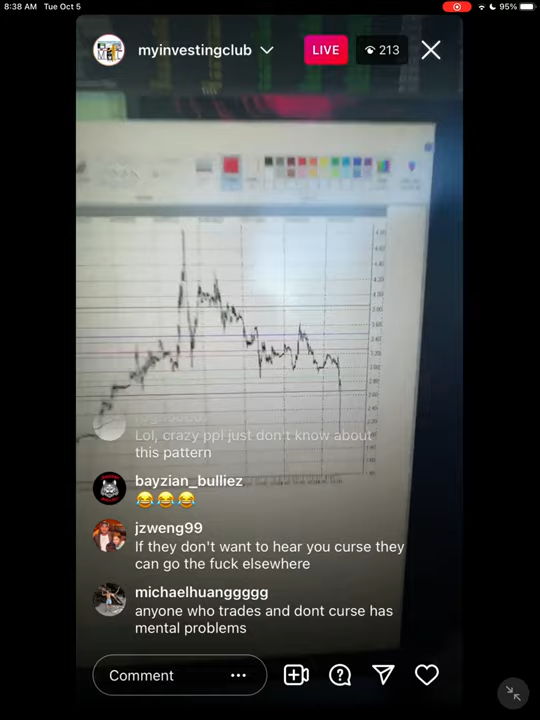 8:38 AM Tue Oct 5
95%
myinvestingclub
LIVE
213
Lol, crazy ppl just don't know about
this pattern
bayzian_bulliez
😂😂😂
jzweng99
If they don't want to hear you curse they
can go the fuck elsewhere
michaelhuanggggg
anyone who trades and dont curse has
mental problems
Comment